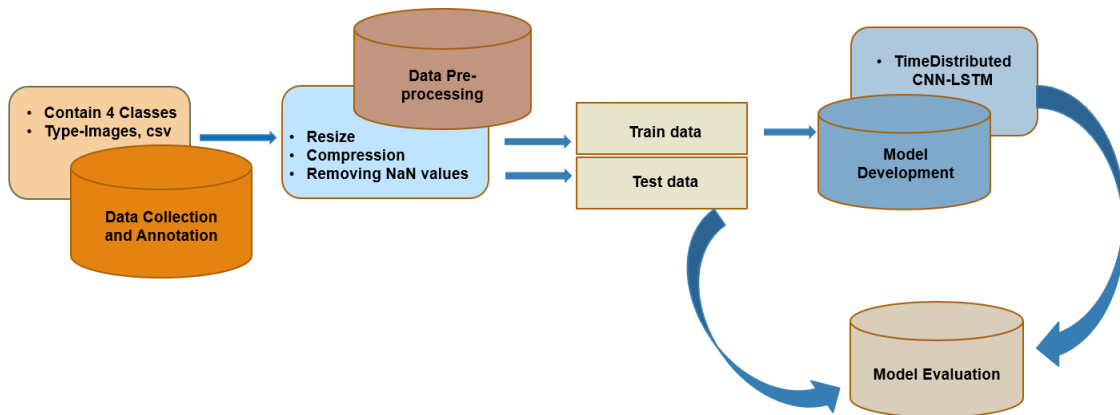 • Contain 4 Classes
• Type-Images, csv
Data Collection
and Annotation
Data Pre-
processing
• Resize
• Compression
• Removing NaN values
Train data
Test data
• TimeDistributed
CNN-LSTM
Model
Development
Model Evaluation